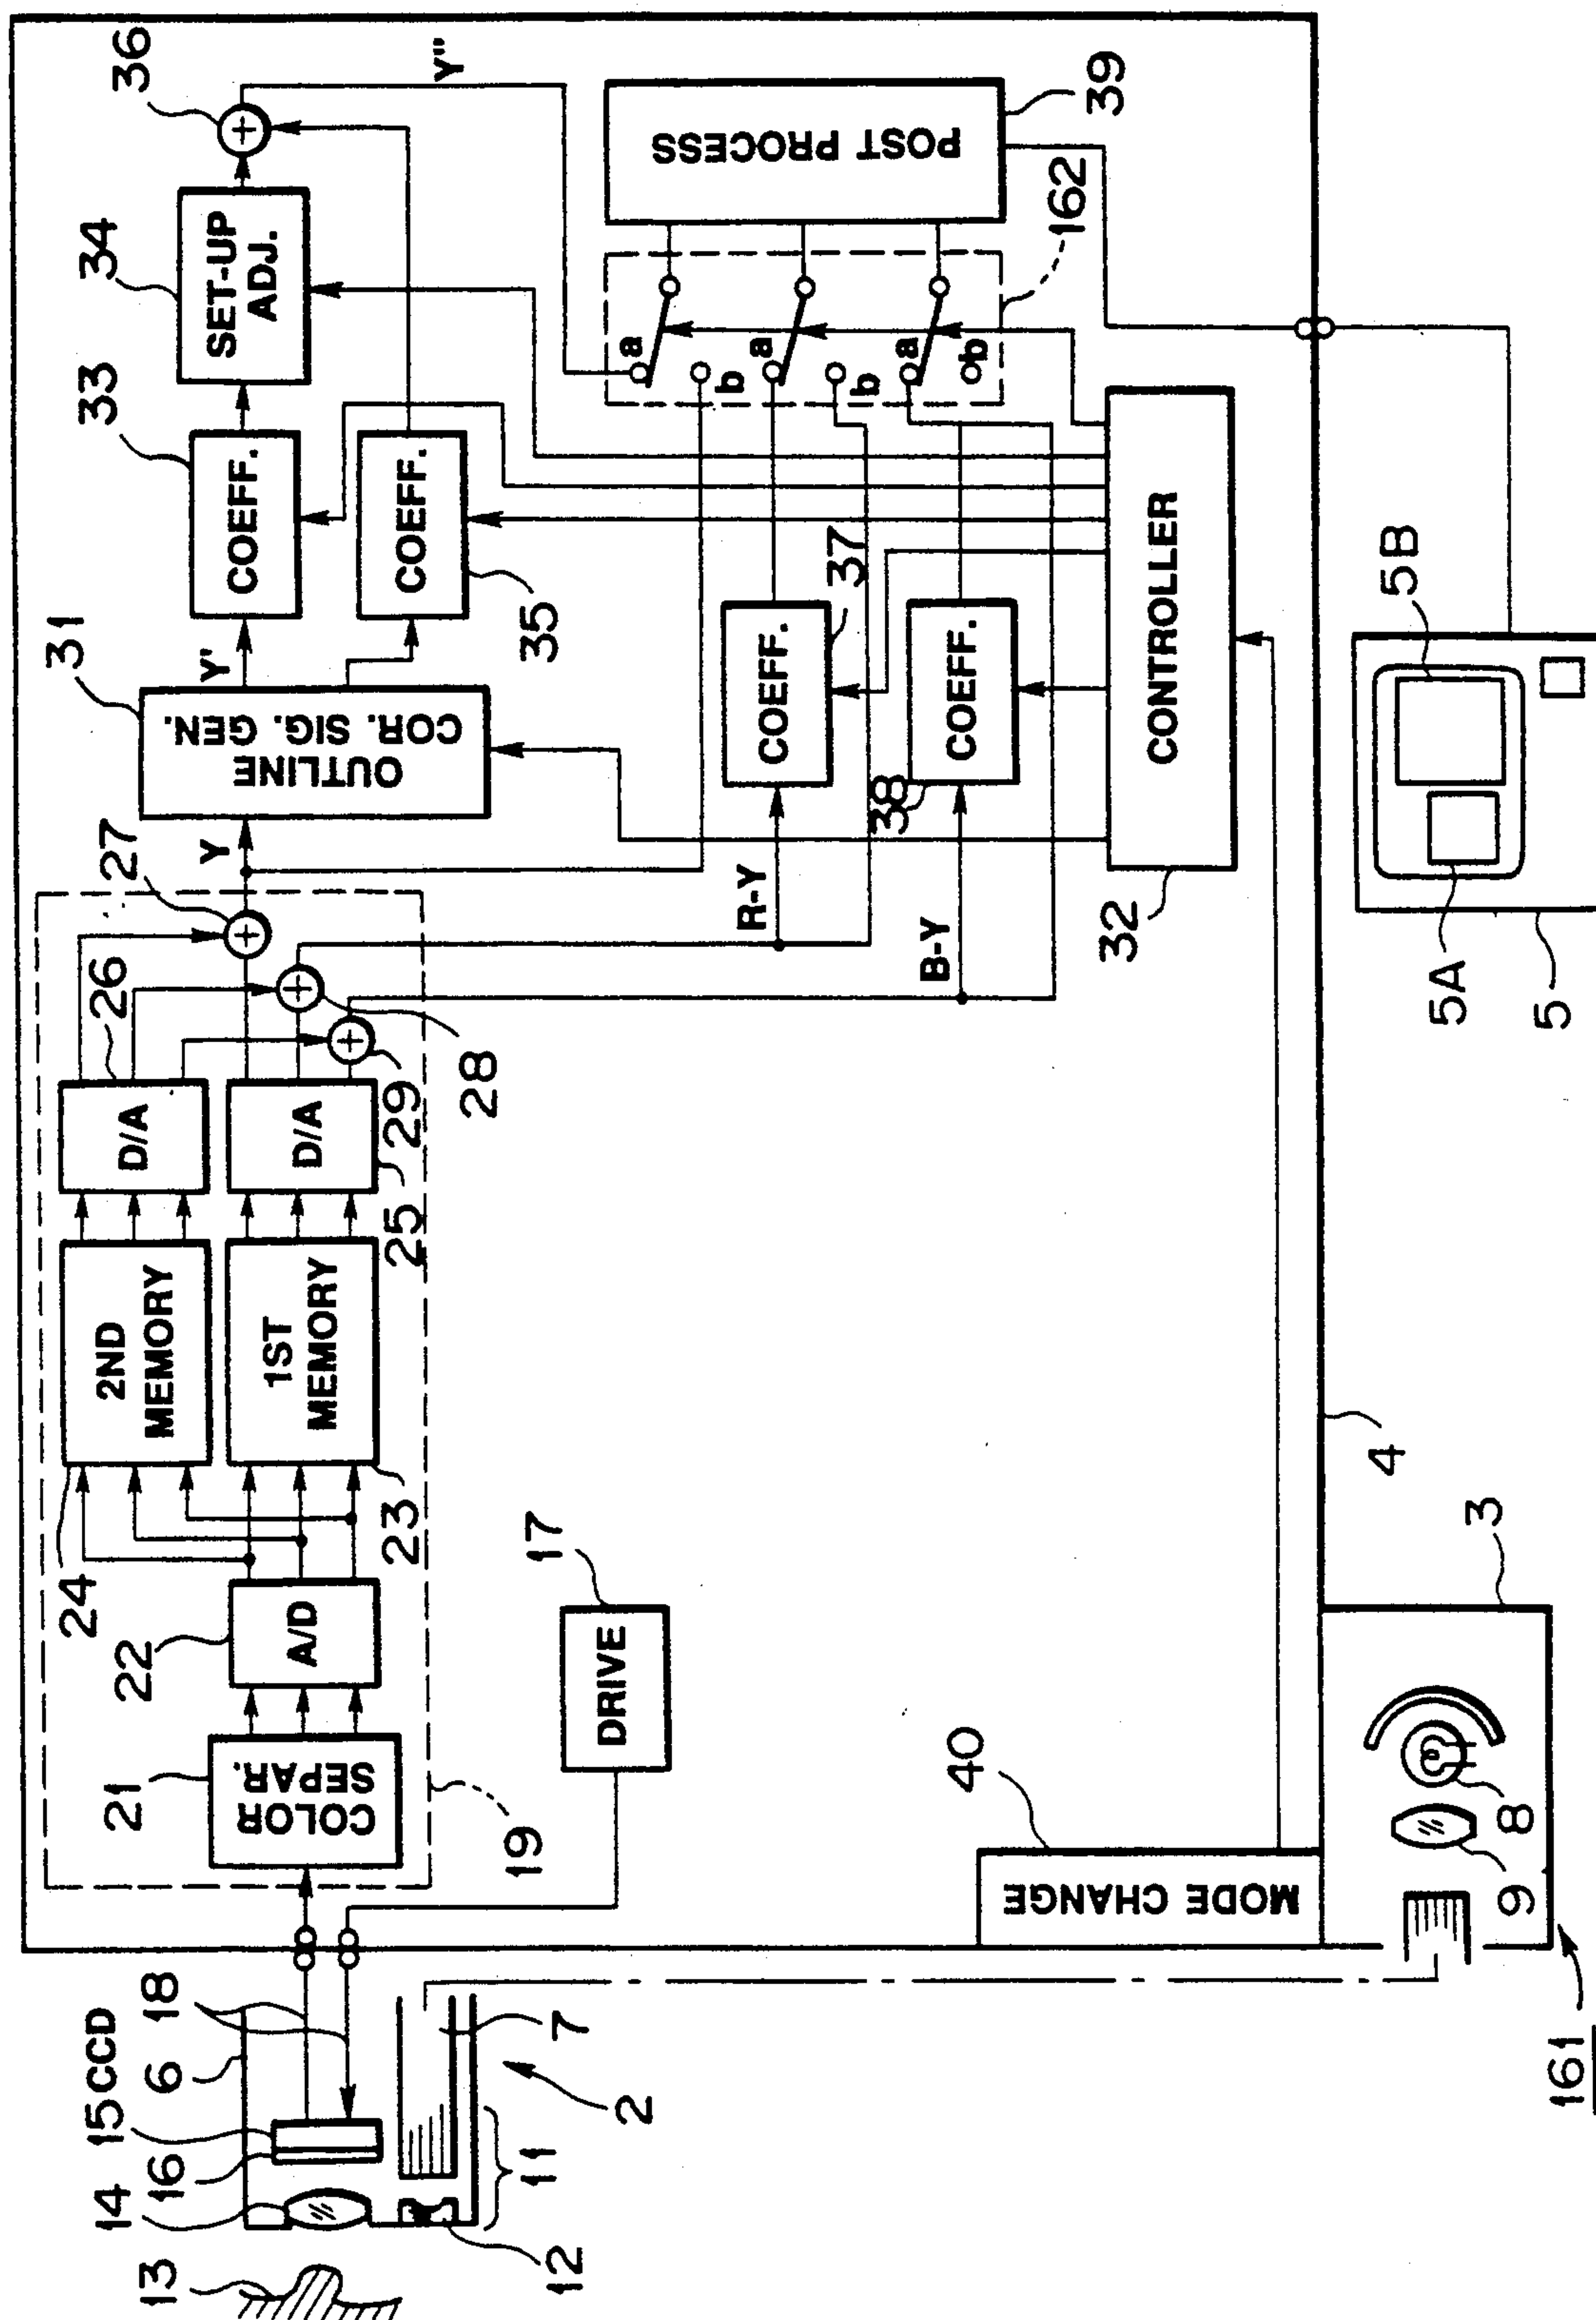 36
Y"
34
SET-UP
ADJ.
33
COEFF.
COEFF.
35
31
Y'
OUTLINE
COR. SIG. GEN.
Y
27
26
D/A
D/A
29
28
25
2ND
MEMORY
1ST
MEMORY
24
23
22
A/D
21
COLOR
SEPAR.
19
17
DRIVE
POST PROCESS
39
162
a
b
a
b
a
b
37
COEFF.
38
COEFF.
R-Y
B-Y
CONTROLLER
32
5B
5A
5
4
3
40
MODE CHANGE
8
9
161
18
15 CCD
6
16
14
13
7
2
11
12